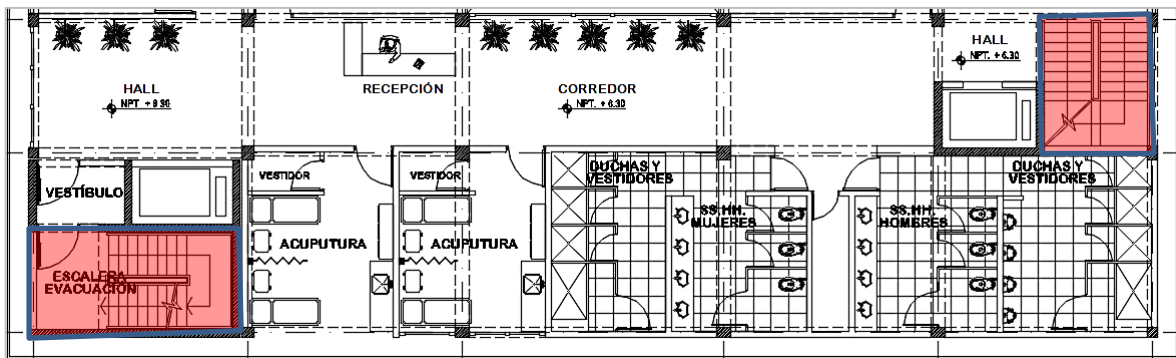 HALL
NPT. + 6.30
RECEPCIÓN
CORREDOR
NPT. + 6.30
HALL
NPT. + 6.30
VESTÍBULO
VESTIDOR
VESTIDOR
DUCHAS Y
VESTIDORES
DUCHAS Y
VESTIDORES
SS.HH.
MUJERES
SS.HH.
HOMBRES
ACUPUTURA
ACUPUTURA
ESCALERA
EVACUACIÓN